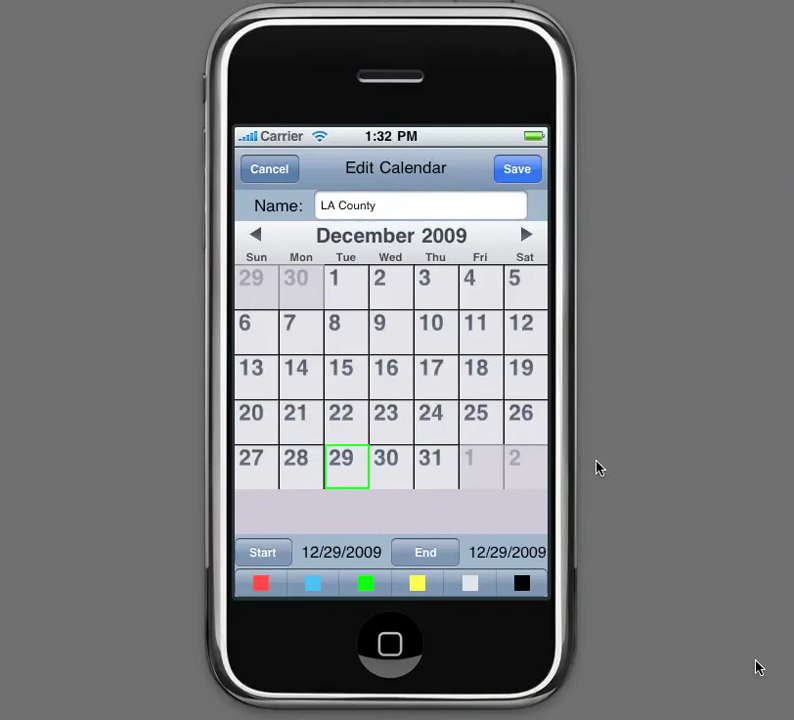 Carrier 1:32 PM
Cancel Edit Calendar Save
Name: LA County
December 2009
Sun Mon Tue Wed Thu Fri Sat
29 30 1 2 3 4 5
6 7 8 9 10 11 12
13 14 15 16 17 18 19
20 21 22 23 24 25 26
27 28 29 30 31 1 2
Start 12/29/2009 End 12/29/2009